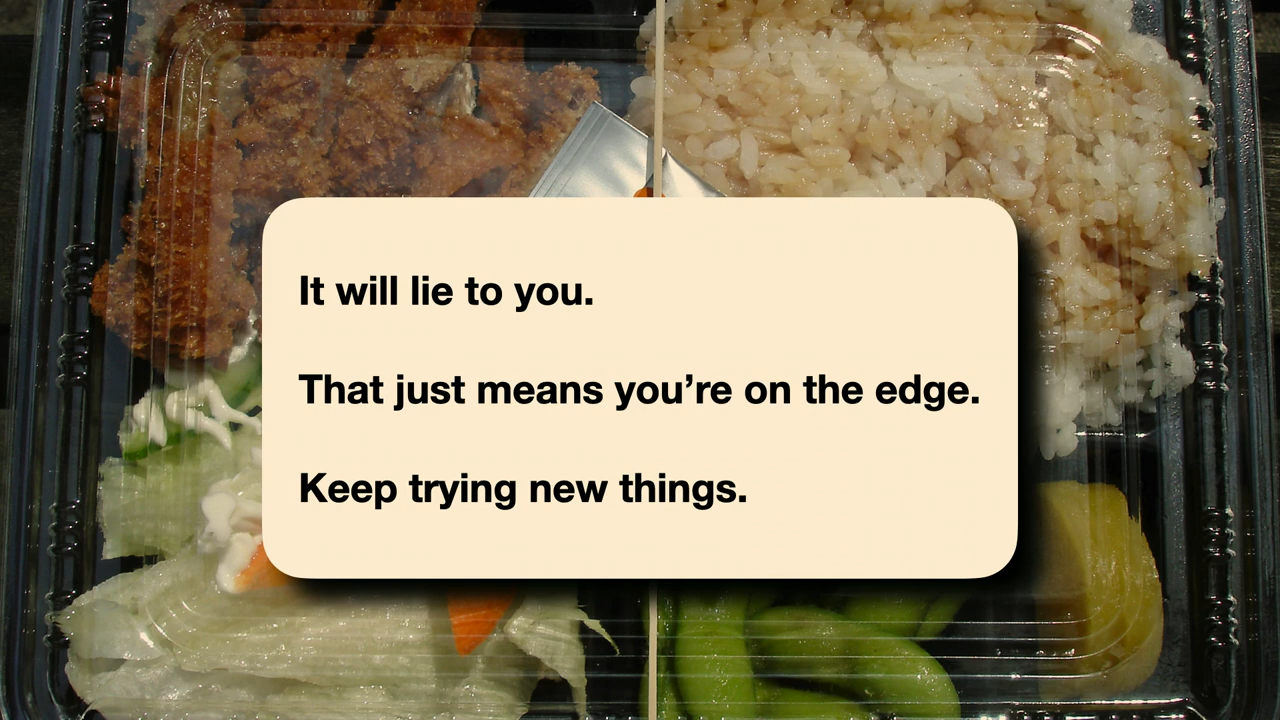 It will lie to you.
That just means you’re on the edge.
Keep trying new things.